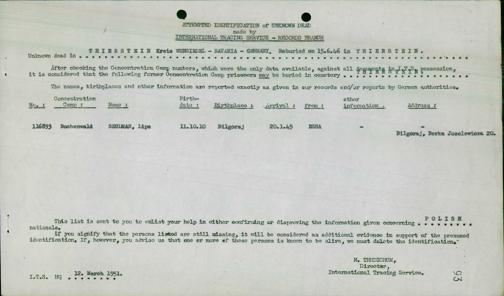 ATTEMPTED IDENTIFICATION of UNKNOWN DEAD
made by
INTERNATIONAL TRACING SERVICE - RECORDS BRANCH
Unknown dead in THIERSTEIN Kreis WUNSIEDEL - BAVARIA - GERMANY, Reburied on 15.6.46 in THIERSTEIN.
After checking the Concentration Camp numbers, which were the only data available, against all documents in I.T.S. possession,
it is considered that the following former Concentration Camp prisoners may be buried in cemetery THIERSTEIN:
The names, birthplaces and other information are reported exactly as given in our records and/or reports by German authorities.
No. : Concentration Camp : Name : Birth-Date : Birthplace : Arrival : from : other information : Address :
116893 Buchenwald Lipa 11.10.10 Bilgoraj 20.1.45 - Bilgoraj, 20.
This list is sent to you to enlist your help in either confirming or disproving the information given concerning POLISH
nationals.
If you signify that the persons listed are still missing, it will be considered as additional evidence in support of the presumed
identification. If, however, you advise us that one or more of these persons is known to be alive, we must delete the identification."
M. THUDICHUM,
Director,
International Tracing Service.
I.T.S. HQ 12. March 1951.
93